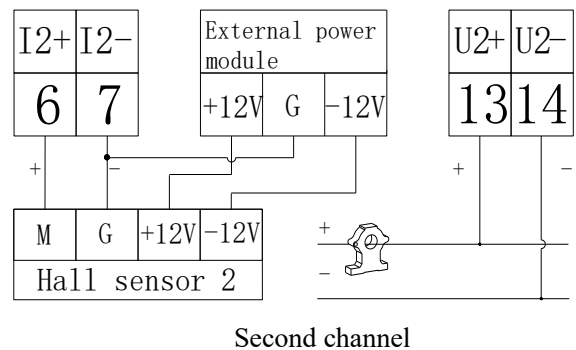 I2+ I2- External power U2+ U2-
module
6 7 +12V G -12V 13 14
+ - + -
M G +12V -12V +
Hall sensor 2 -
Second channel